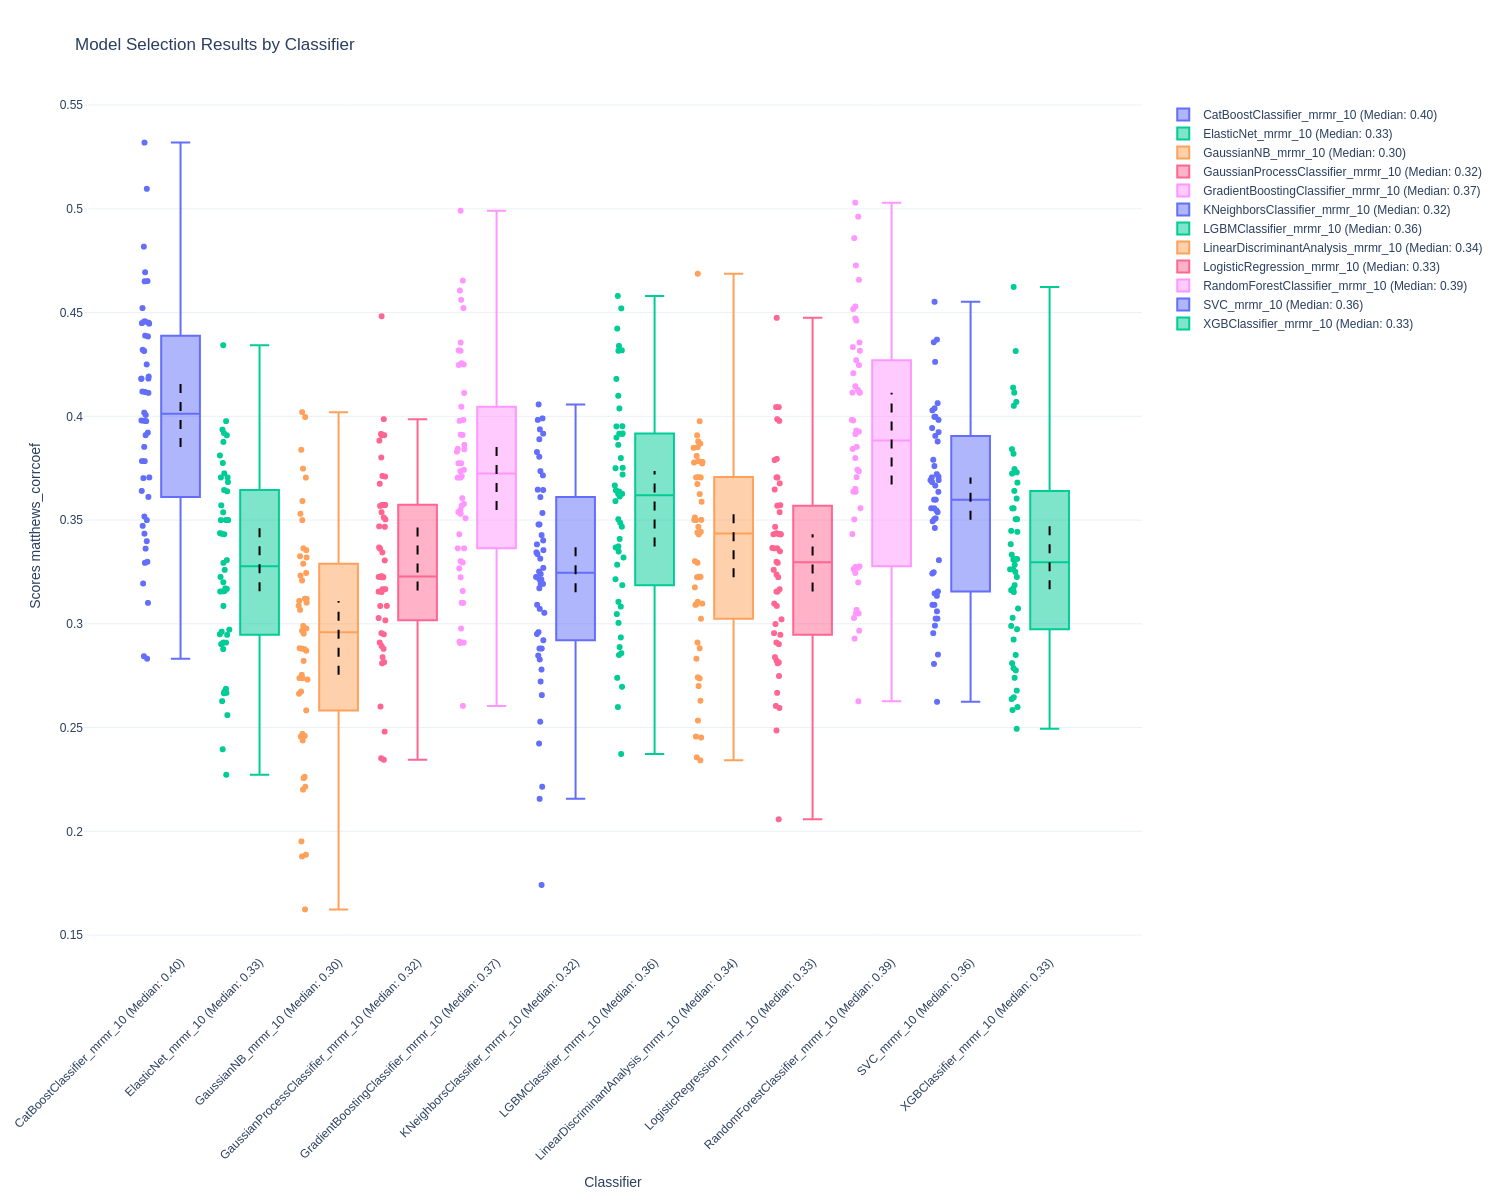 Model Selection Results by Classifier
0.55
0.5
0.45
0.4
0.35
0.3
0.25
0.2
0.15
Scores matthews_corrcoef
CatBoostClassifier_mrmr_10 (Median: 0.40)
ElasticNet_mrmr_10 (Median: 0.33)
GaussianNB_mrmr_10 (Median: 0.30)
GaussianProcessClassifier_mrmr_10 (Median: 0.32)
GradientBoostingClassifier_mrmr_10 (Median: 0.37)
KNeighborsClassifier_mrmr_10 (Median: 0.32)
LGBMClassifier_mrmr_10 (Median: 0.36)
LinearDiscriminantAnalysis_mrmr_10 (Median: 0.34)
LogisticRegression_mrmr_10 (Median: 0.33)
RandomForestClassifier_mrmr_10 (Median: 0.39)
SVC_mrmr_10 (Median: 0.36)
XGBClassifier_mrmr_10 (Median: 0.33)
Classifier
CatBoostClassifier_mrmr_10 (Median: 0.40)
ElasticNet_mrmr_10 (Median: 0.33)
GaussianNB_mrmr_10 (Median: 0.30)
GaussianProcessClassifier_mrmr_10 (Median: 0.32)
GradientBoostingClassifier_mrmr_10 (Median: 0.37)
KNeighborsClassifier_mrmr_10 (Median: 0.32)
LGBMClassifier_mrmr_10 (Median: 0.36)
LinearDiscriminantAnalysis_mrmr_10 (Median: 0.34)
LogisticRegression_mrmr_10 (Median: 0.33)
RandomForestClassifier_mrmr_10 (Median: 0.39)
SVC_mrmr_10 (Median: 0.36)
XGBClassifier_mrmr_10 (Median: 0.33)